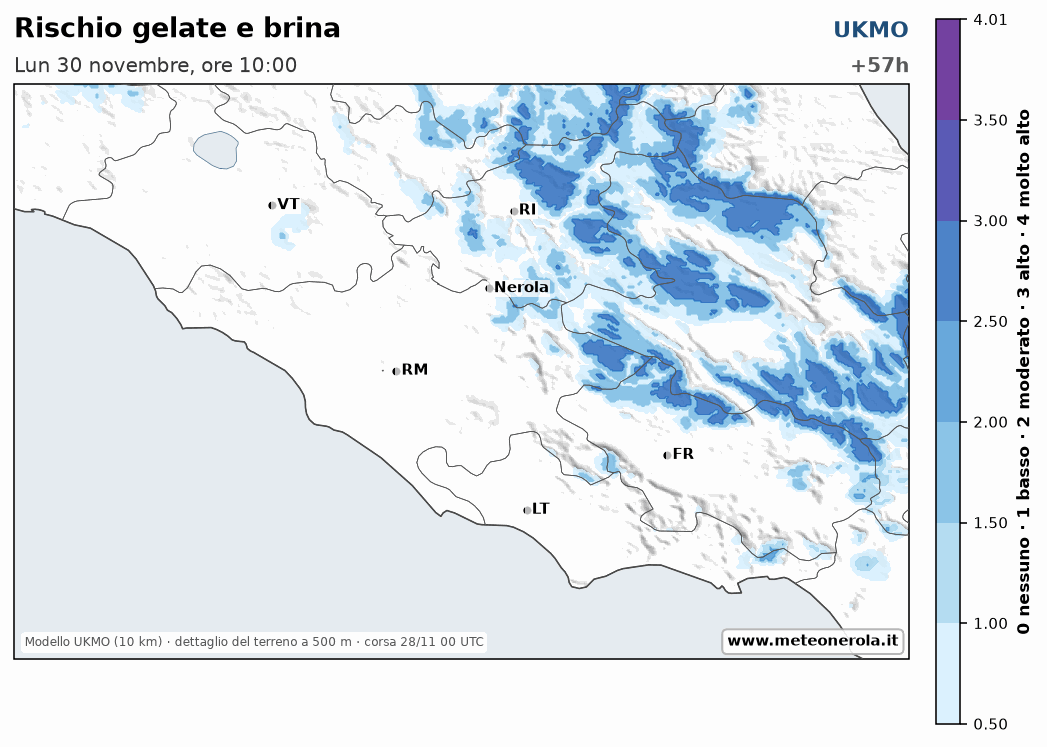 Rischio gelate e brina
UKMO
Lun 30 novembre, ore 10:00
+57h
4.01
3.50
3.00
2.50
2.00
1.50
1.00
0.50
0 nessuno · 1 basso · 2 moderato · 3 alto · 4 molto alto
VT
RI
Nerola
RM
FR
LT
Modello UKMO (10 km) · dettaglio del terreno a 500 m · corsa 28/11 00 UTC
www.meteonerola.it